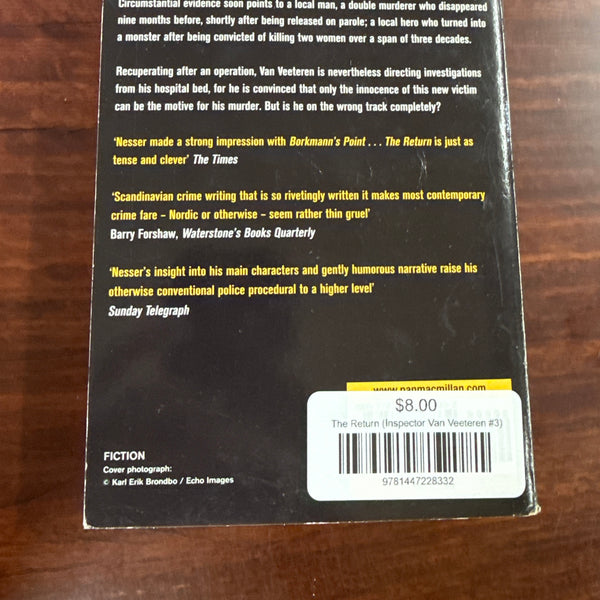 Circumstantial evidence soon points to a local man, a double murderer who disappeared
nine months before, shortly after being released on parole; a local hero who turned into
a monster after being convicted of killing two women over a span of three decades.
Recuperating after an operation, Van Veeteren is nevertheless directing investigations
from his hospital bed, for he is convinced that only the innocence of this new victim
can be the motive for his murder. But is he on the wrong track completely?
'Nesser made a strong impression with Borkmann's Point . . . The Return is just as
tense and clever' The Times
'Scandinavian crime writing that is so rivetingly written it makes most contemporary
crime fare – Nordic or otherwise – seem rather thin gruel'
Barry Forshaw, Waterstone's Books Quarterly
'Nesser's insight into his main characters and gently humorous narrative raise his
otherwise conventional police procedural to a higher level'
Sunday Telegraph
www.panmacmillan.com
$8.00
The Return (Inspector Van Veeteren #3)
9781447228332
FICTION
Cover photograph:
© Karl Erik Brondbo / Echo Images